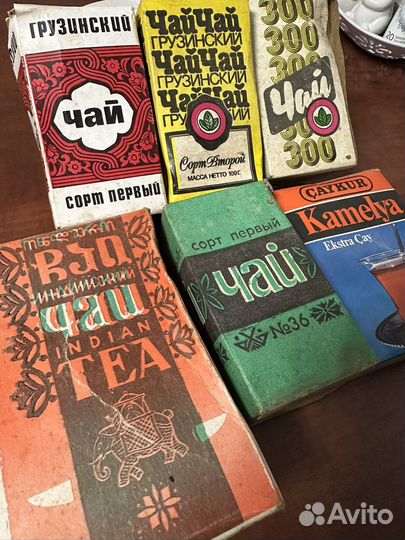 ГРУЗИНСКИЙ
чай
СОРТ ПЕРВЫЙ
ЧайЧай
ГРУЗИНСКИЙ
ЧайЧай
ГРУЗИНСКИЙ
ЧайЧай
ГРУ
Сорт Второй
МАССА НЕТТО 100Г.
300
300
300
Чай
300
300
ИНДИЙСКИЙ
чай
INDIAN
TEA
сорт первый
чай
№36
ÇAYKUR
Kamelya
Ekstra Çay
Avito